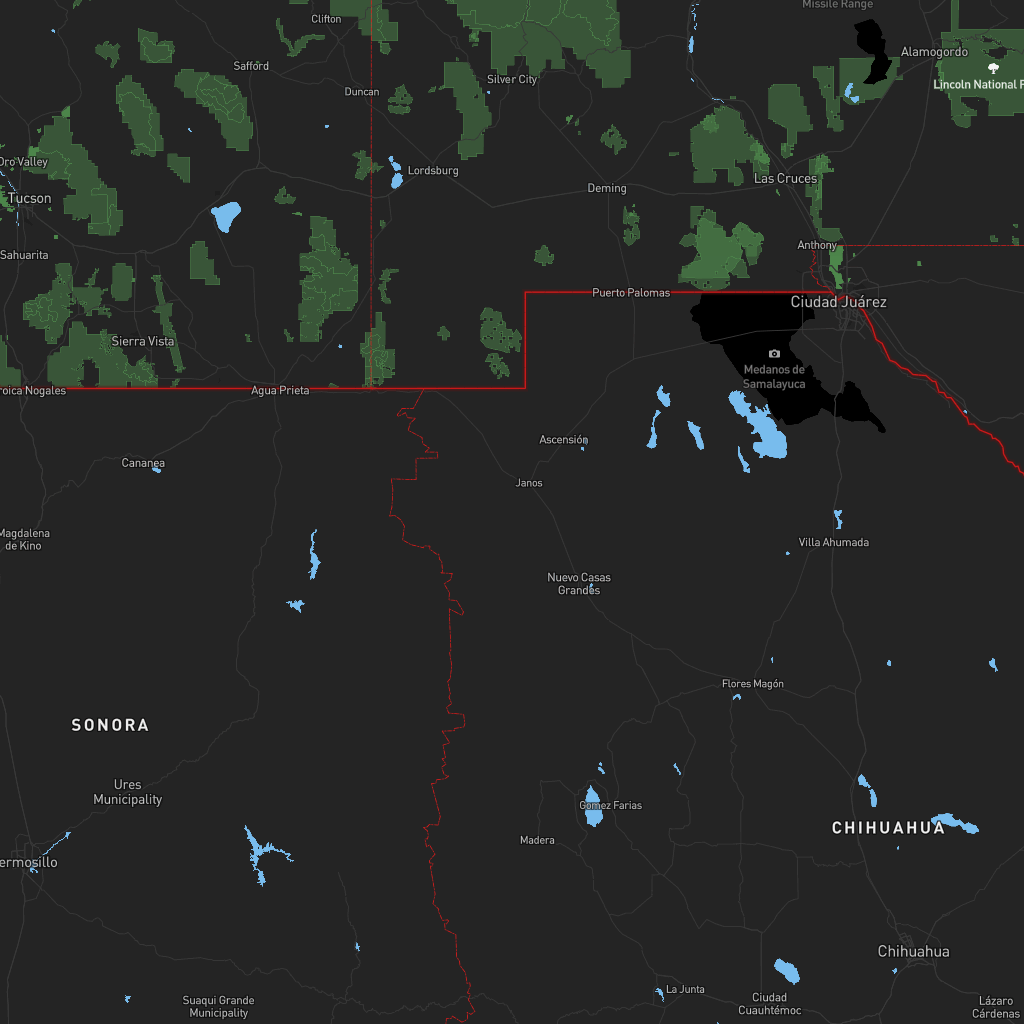 Missile Range
Clifton
Alamogordo
Safford
Silver City
Lincoln National F
Duncan
Oro Valley
Lordsburg
Las Cruces
Deming
Tucson
Anthony
Sahuarita
Puerto Palomas
Ciudad Juárez
Sierra Vista
Medanos de
Samalayuca
roica Nogales
Agua Prieta
Ascensión
Cananea
Janos
Magdalena
de Kino
Villa Ahumada
Nuevo Casas
Grandes
Flores Magón
SONORA
Ures
Municipality
Gomez Farias
CHIHUAHUA
Madera
ermosillo
Chihuahua
La Junta
Suaqui Grande
Municipality
Ciudad
Cuauhtémoc
Lázaro
Cárdenas